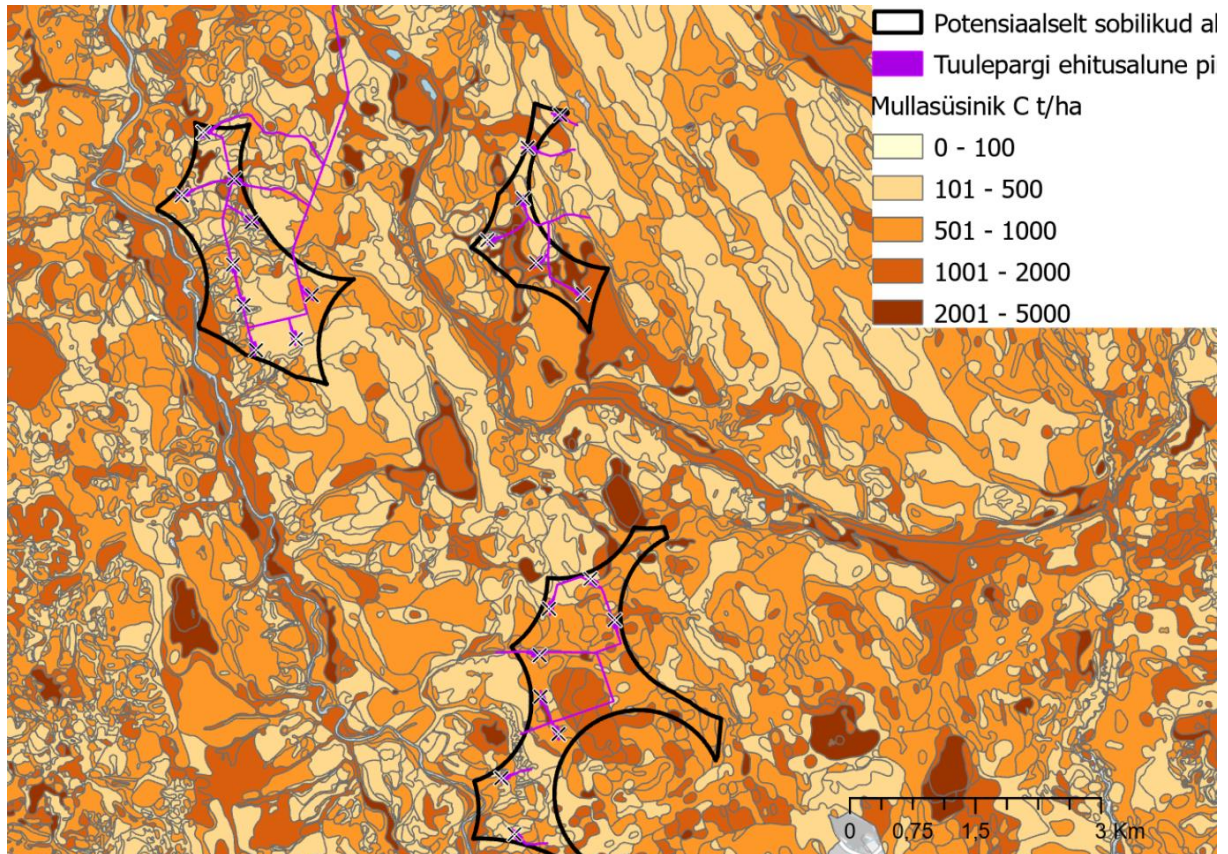 Potensiaalselt sobilikud al
Tuulepargi ehitusalune pi
Mullasüsinik C t/ha
0 - 100
101 - 500
501 - 1000
1001 - 2000
2001 - 5000
0 0,75 1,5 3 Km